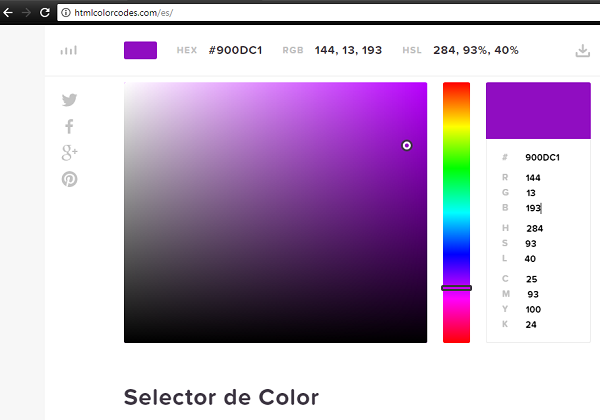 htmlcolorcodes.com/es/
HEX #900DC1 RGB 144, 13, 193 HSL 284, 93%, 40%
# 900DC1
R 144
G 13
B 193
H 284
S 93
L 40
C 25
M 93
Y 100
K 24
Selector de Color